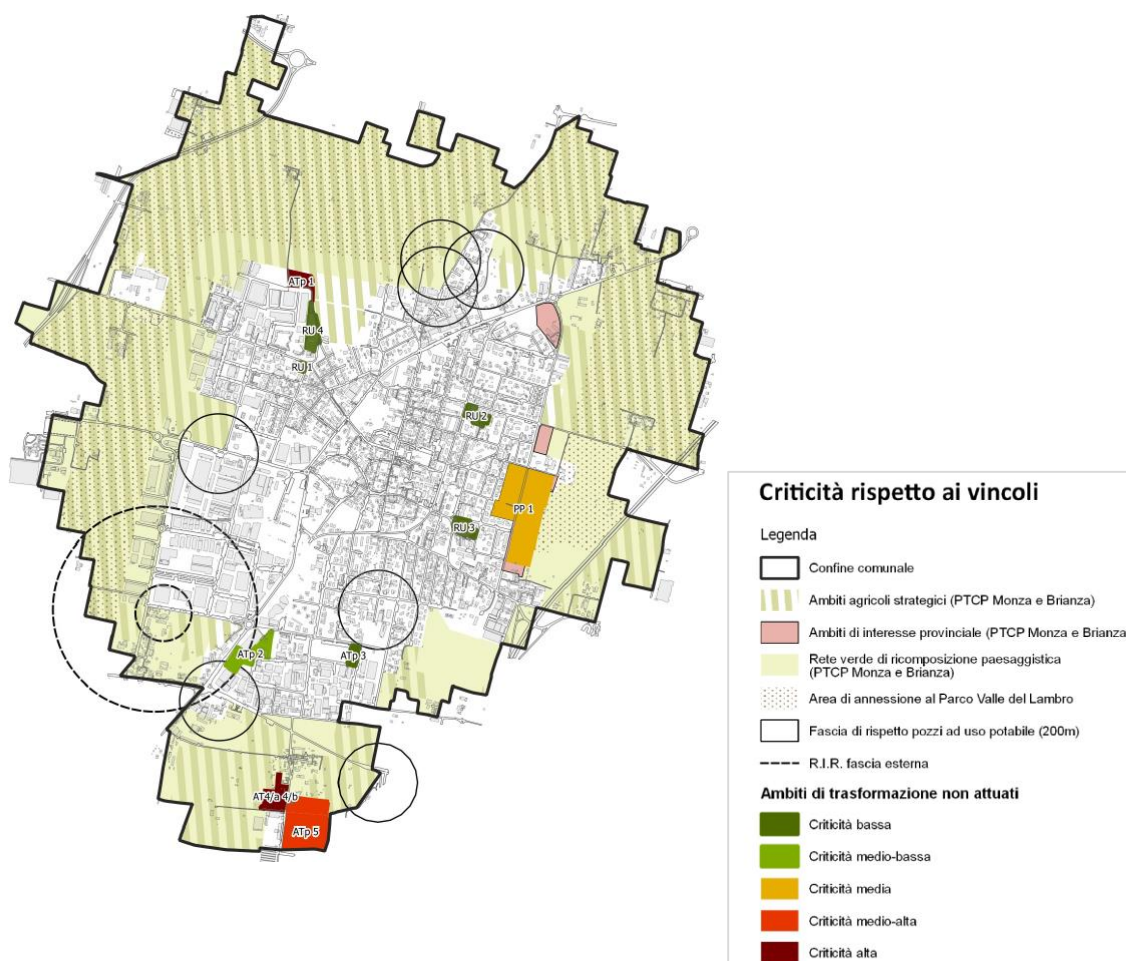 ATp 1
RU 4
RU 1
RU 2
PP 1
RU 3
ATp 2
ATp 3
AT4/a 4/b
ATp 5
Criticità rispetto ai vincoli
Legenda
Confine comunale
Ambiti agricoli strategici (PTCP Monza e Brianza)
Ambiti di interesse provinciale (PTCP Monza e Brianza
Rete verde di ricomposizione paesaggistica
(PTCP Monza e Brianza)
Area di annessione al Parco Valle del Lambro
Fascia di rispetto pozzi ad uso potabile (200m)
R.I.R. fascia esterna
Ambiti di trasformazione non attuati
Criticità bassa
Criticità medio-bassa
Criticità media
Criticità medio-alta
Criticità alta